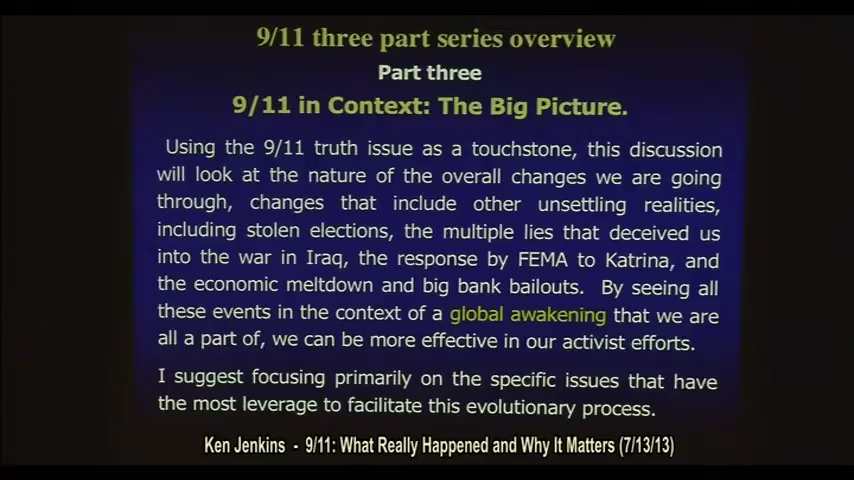 9/11 three part series overview
Part three
9/11 in Context: The Big Picture.
Using the 9/11 truth issue as a touchstone, this discussion
will look at the nature of the overall changes we are going
through, changes that include other unsettling realities,
including stolen elections, the multiple lies that deceived us
into the war in Iraq, the response by FEMA to Katrina, and
the economic meltdown and big bank bailouts. By seeing all
these events in the context of a global awakening that we are
all a part of, we can be more effective in our activist efforts.
I suggest focusing primarily on the specific issues that have
the most leverage to facilitate this evolutionary process.
Ken Jenkins - 9/11: What Really Happened and Why It Matters (7/13/13)